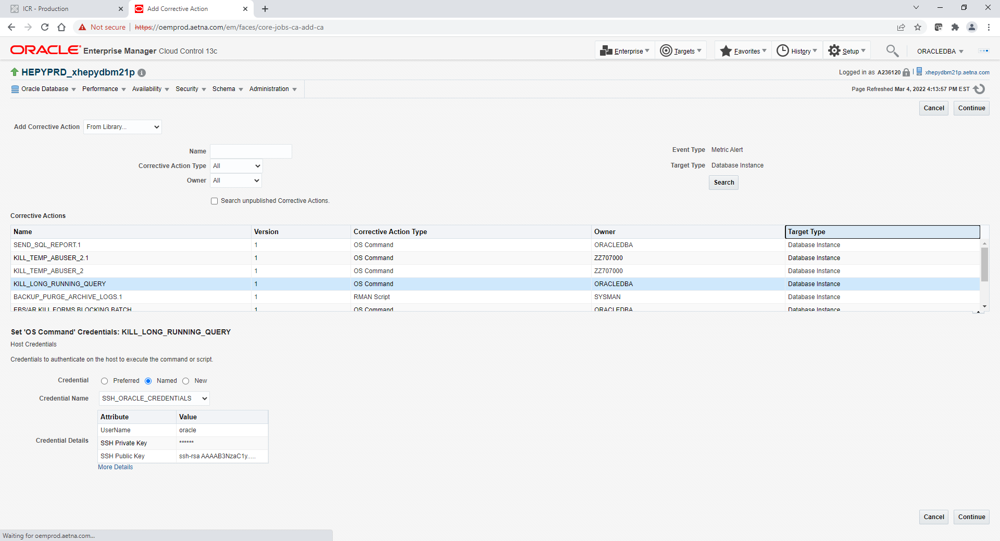 ICR - Production
Add Corrective Action
Not secure https://oemprod.aetna.com/em/faces/core-jobs-ca-add-ca
ORACLE Enterprise Manager Cloud Control 13c
Enterprise Targets Favorites History Setup ORACLEDBA
HEPYPRD_xhepydbm21p
Logged in as A236120 xhepydbm21p.aetna.com
Oracle Database Performance Availability Security Schema Administration
Page Refreshed Mar 4, 2022 4:13:57 PM EST
Cancel Continue
Add Corrective Action From Library...
Name
Event Type Metric Alert
Corrective Action Type All
Target Type Database Instance
Owner All
Search
Search unpublished Corrective Actions.
Corrective Actions
Name Version Corrective Action Type Owner Target Type
SEND_SQL_REPORT.1 1 OS Command ORACLEDBA Database Instance
KILL_TEMP_ABUSER_2.1 1 OS Command ZZ707000 Database Instance
KILL_TEMP_ABUSER_2 1 OS Command ZZ707000 Database Instance
KILL_LONG_RUNNING_QUERY 1 OS Command ORACLEDBA Database Instance
BACKUP_PURGE_ARCHIVE_LOGS.1 1 RMAN Script SYSMAN Database Instance
EBS/AR KILL FORMS BLOCKING BATCH 1 OS Command ORACLEDBA Database Instance
Set 'OS Command' Credentials: KILL_LONG_RUNNING_QUERY
Host Credentials
Credentials to authenticate on the host to execute the command or script.
Credential Preferred Named New
Credential Name SSH_ORACLE_CREDENTIALS
Attribute Value
UserName oracle
Credential Details
SSH Private Key ******
SSH Public Key ssh-rsa AAAAB3NzaC1y.....
More Details
Cancel Continue
Waiting for oemprod.aetna.com...